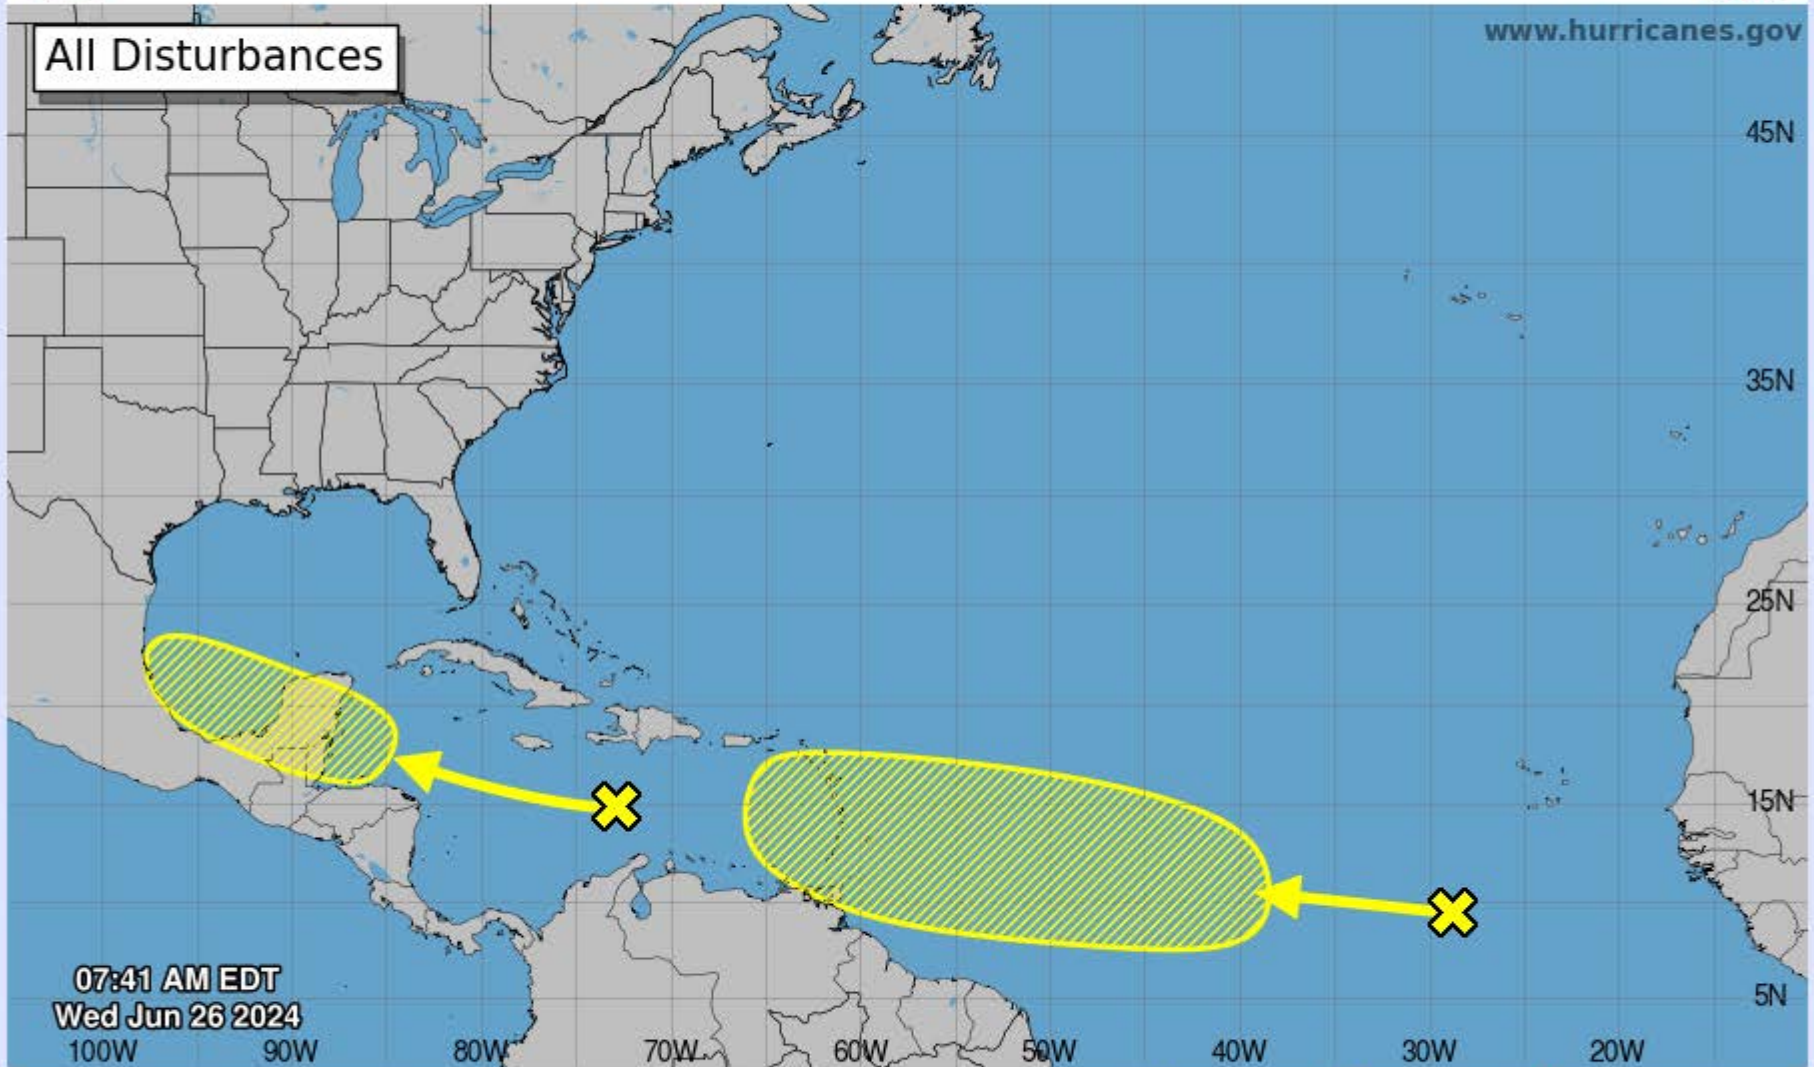 All Disturbances
www.hurricanes.gov
45N
35N
25N
15N
5N
07:41 AM EDT
Wed Jun 26 2024
100W 90W 80W 70W 60W 50W 40W 30W 20W